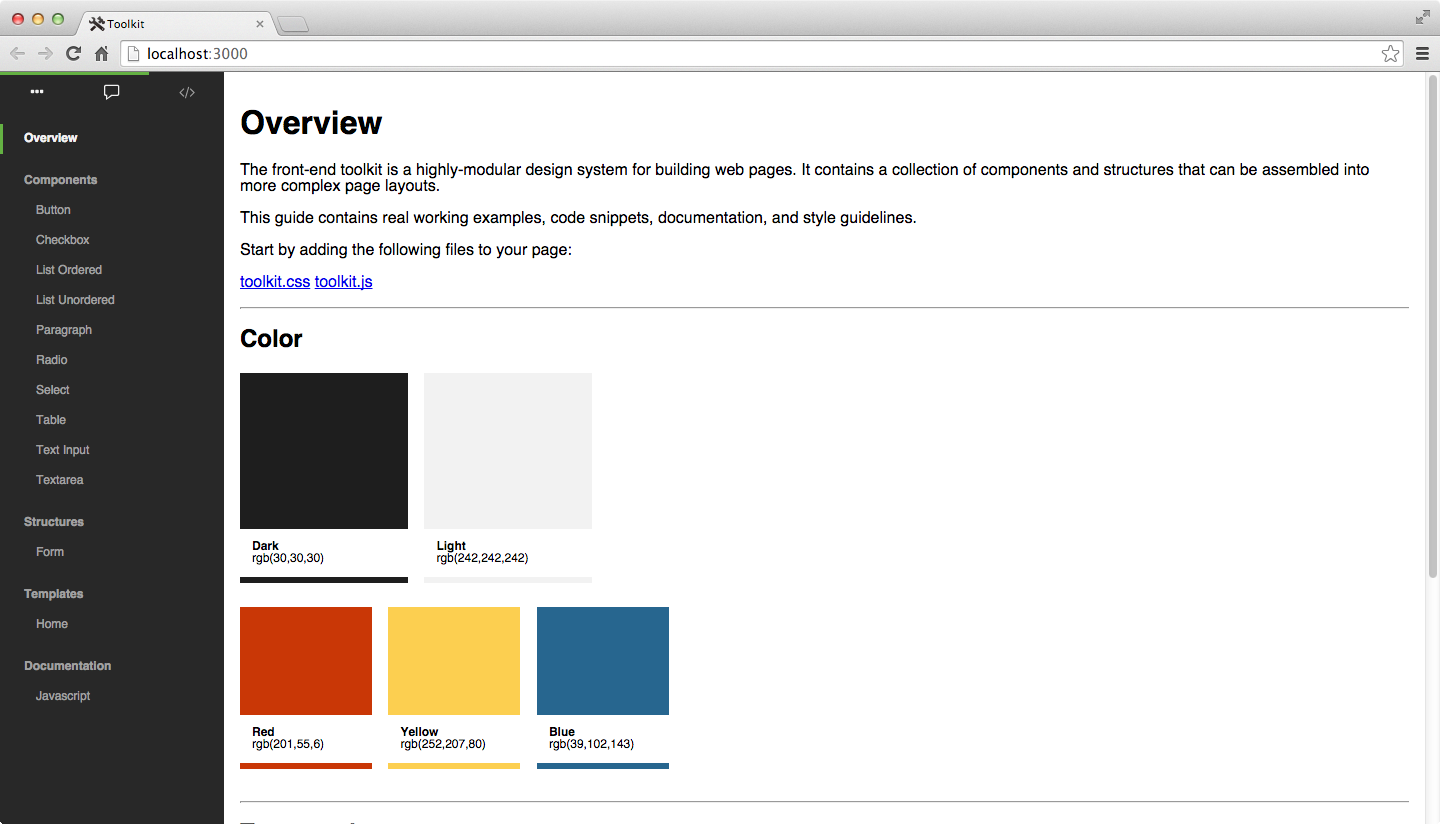 Toolkit
localhost:3000
Overview
Components
Button
Checkbox
List Ordered
List Unordered
Paragraph
Radio
Select
Table
Text Input
Textarea
Structures
Form
Templates
Home
Documentation
Javascript
Overview
The front-end toolkit is a highly-modular design system for building web pages. It contains a collection of components and structures that can be assembled into
more complex page layouts.
This guide contains real working examples, code snippets, documentation, and style guidelines.
Start by adding the following files to your page:
toolkit.css toolkit.js
Color
Dark
rgb(30,30,30)
Light
rgb(242,242,242)
Red
rgb(201,55,6)
Yellow
rgb(252,207,80)
Blue
rgb(39,102,143)